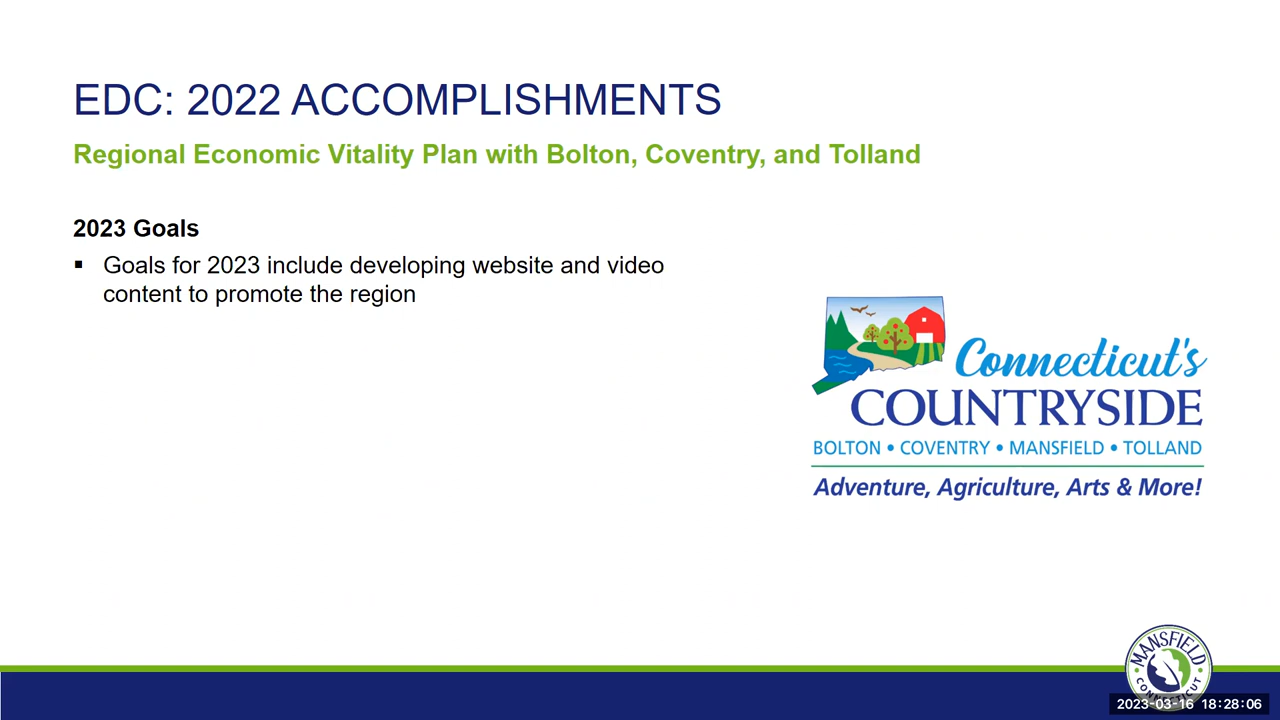 EDC: 2022 ACCOMPLISHMENTS
Regional Economic Vitality Plan with Bolton, Coventry, and Tolland
2023 Goals
▪ Goals for 2023 include developing website and video
content to promote the region
Connecticut's
COUNTRYSIDE
BOLTON • COVENTRY • MANSFIELD • TOLLAND
Adventure, Agriculture, Arts & More!
MANSFIELD
CONNECTICUT
2023-03-16 18:28:06